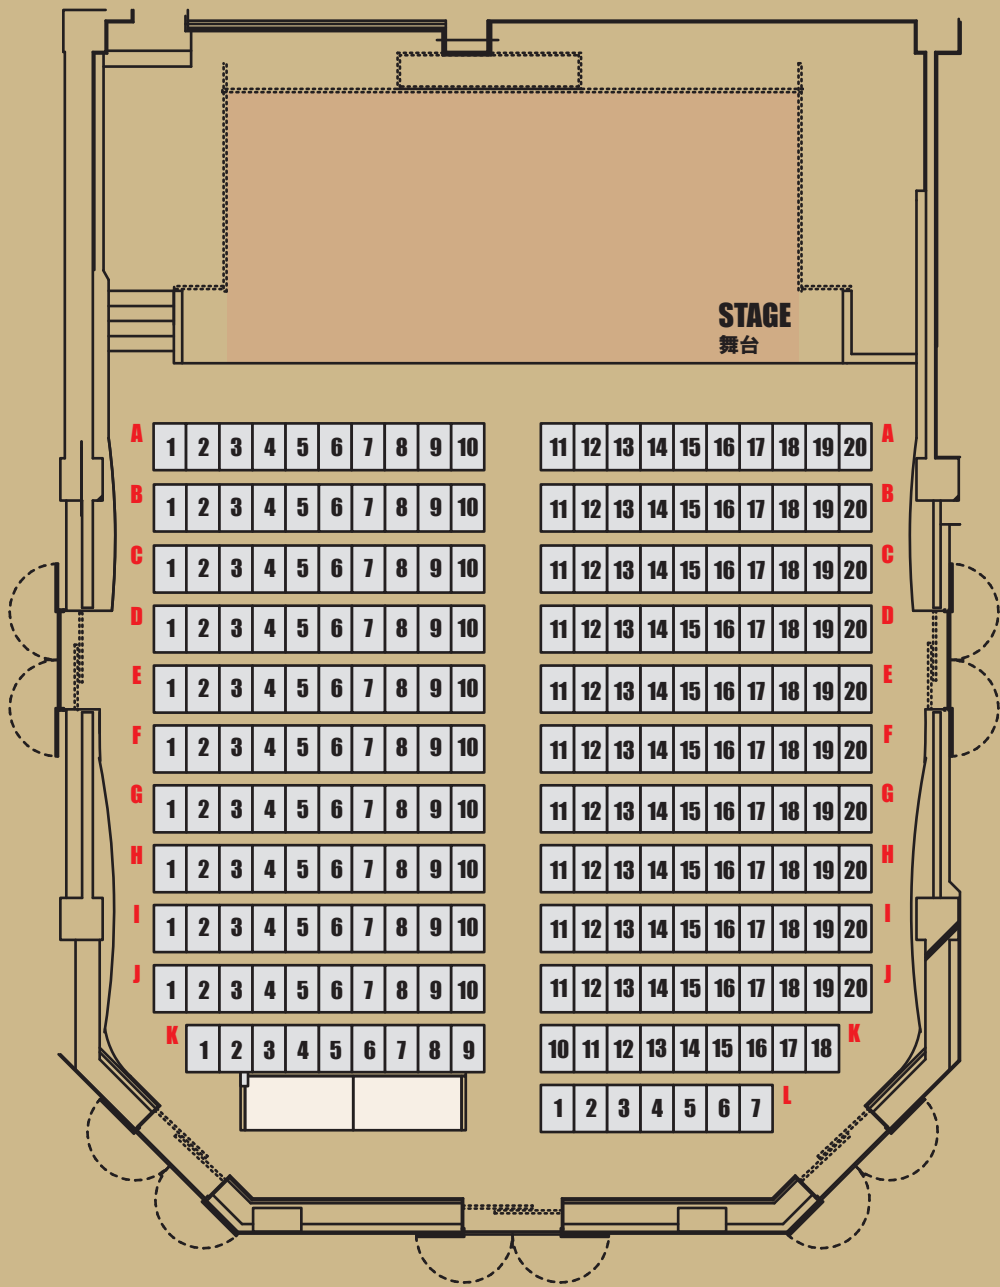 STAGE
舞台
A 1 2 3 4 5 6 7 8 9 10 11 12 13 14 15 16 17 18 19 20 A
B 1 2 3 4 5 6 7 8 9 10 11 12 13 14 15 16 17 18 19 20 B
C 1 2 3 4 5 6 7 8 9 10 11 12 13 14 15 16 17 18 19 20 C
D 1 2 3 4 5 6 7 8 9 10 11 12 13 14 15 16 17 18 19 20 D
E 1 2 3 4 5 6 7 8 9 10 11 12 13 14 15 16 17 18 19 20 E
F 1 2 3 4 5 6 7 8 9 10 11 12 13 14 15 16 17 18 19 20 F
G 1 2 3 4 5 6 7 8 9 10 11 12 13 14 15 16 17 18 19 20 G
H 1 2 3 4 5 6 7 8 9 10 11 12 13 14 15 16 17 18 19 20 H
I 1 2 3 4 5 6 7 8 9 10 11 12 13 14 15 16 17 18 19 20 I
J 1 2 3 4 5 6 7 8 9 10 11 12 13 14 15 16 17 18 19 20 J
K 1 2 3 4 5 6 7 8 9 10 11 12 13 14 15 16 17 18 K
1 2 3 4 5 6 7 L